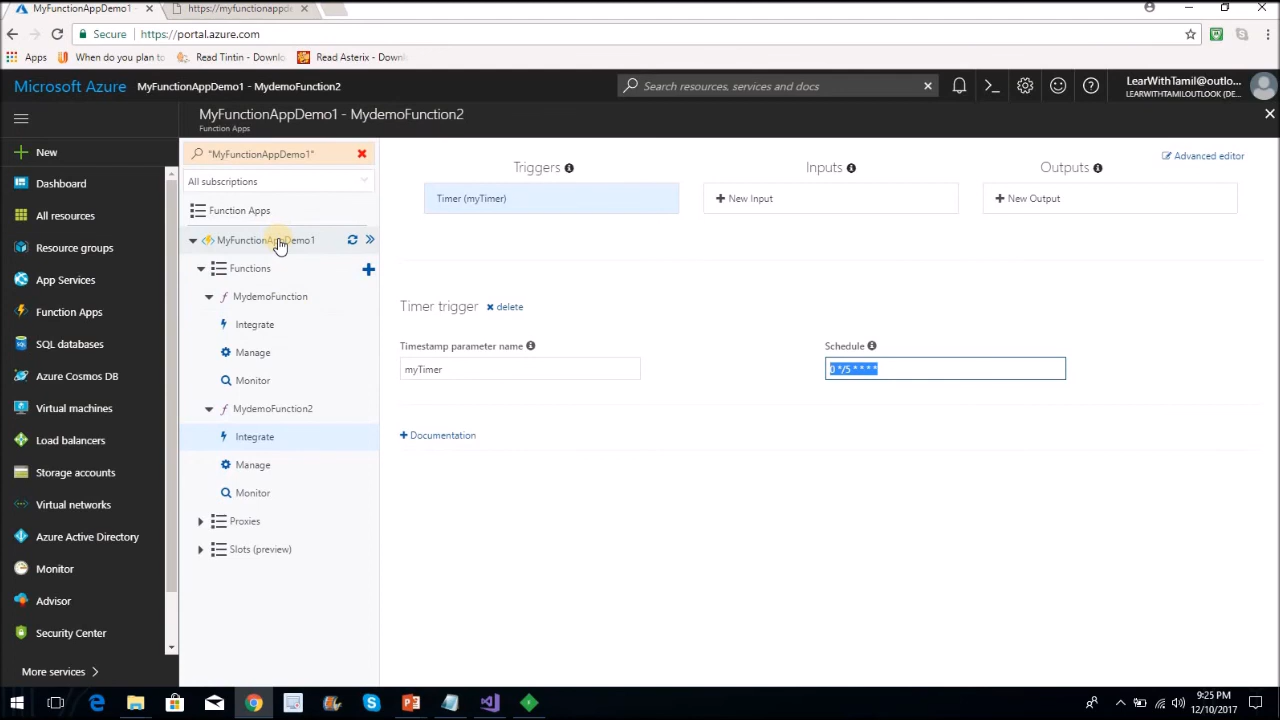 MyFunctionAppDemo1 -
https://myfunctionappde
Secure
https://portal.azure.com
Apps
When do you plan to
Read Tintin - Downlo
Read Asterix - Downl
Microsoft Azure
MyFunctionAppDemo1 - MydemoFunction2
Search resources, services and docs
LearWithTamil@outlo...
LEARWITHTAMILOUTLOOK (DE...
MyFunctionAppDemo1 - MydemoFunction2
Function Apps
New
Dashboard
All resources
Resource groups
App Services
Function Apps
SQL databases
Azure Cosmos DB
Virtual machines
Load balancers
Storage accounts
Virtual networks
Azure Active Directory
Monitor
Advisor
Security Center
More services
"MyFunctionAppDemo1"
All subscriptions
Function Apps
MyFunctionAppDemo1
Functions
MydemoFunction
Integrate
Manage
Monitor
MydemoFunction2
Integrate
Manage
Monitor
Proxies
Slots (preview)
Advanced editor
Triggers
Inputs
Outputs
Timer (myTimer)
New Input
New Output
Timer trigger
delete
Timestamp parameter name
Schedule
myTimer
0 */5 * * * *
Documentation
9:25 PM
12/10/2017